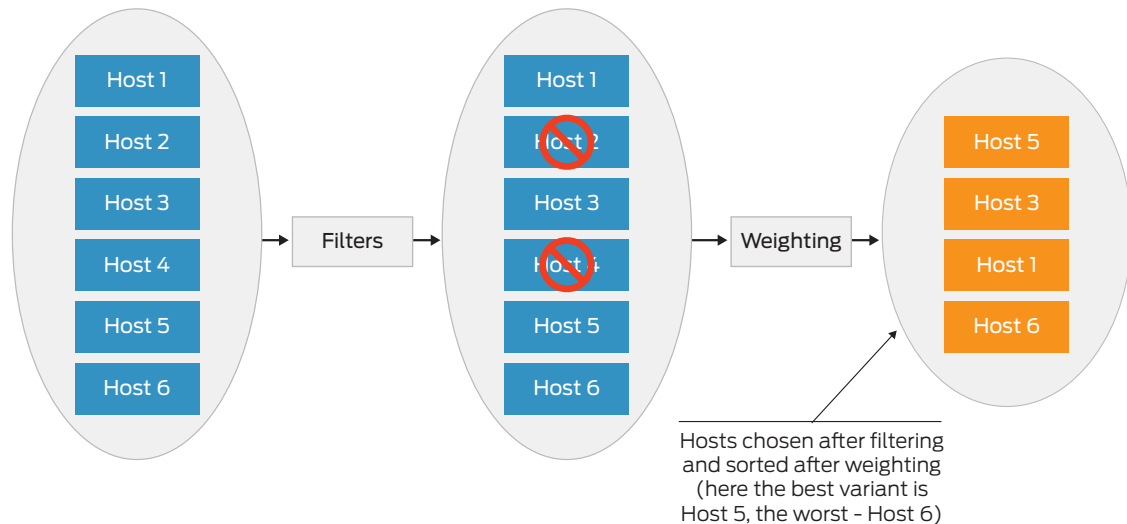 Host 1
Host 2
Host 3
Host 4
Host 5
Host 6
Filters
Host 1
Host 2
Host 3
Host 4
Host 5
Host 6
Weighting
Host 5
Host 3
Host 1
Host 6
Hosts chosen after filtering
and sorted after weighting
(here the best variant is
Host 5, the worst - Host 6)